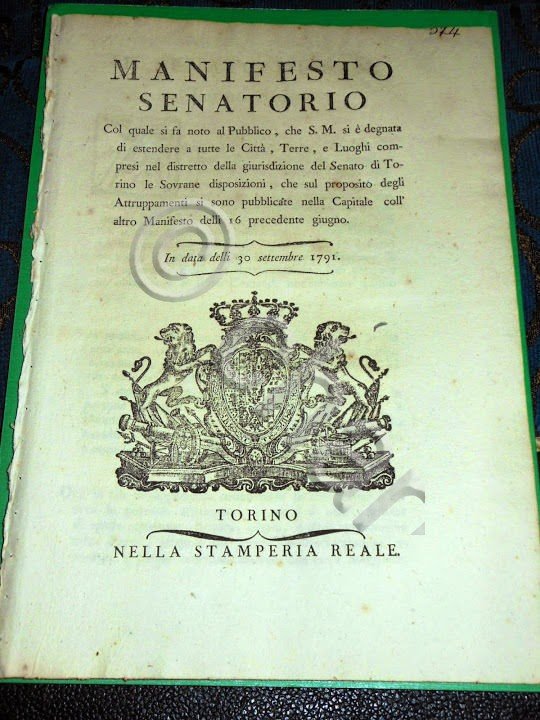 574
MANIFESTO
SENATORIO
Col quale si fa noto al Pubblico, che S. M. si è degnata
di estendere a tutte le Città, Terre, e Luoghi com-
presi nel distretto della giurisdizione del Senato di To-
rino le Sovrane disposizioni, che sul proposito degli
Attruppamenti si sono pubblicate nella Capitale coll'
altro Manifesto delli 16 precedente giugno.
In data delli 30 settembre 1791.
TORINO
NELLA STAMPERIA REALE.